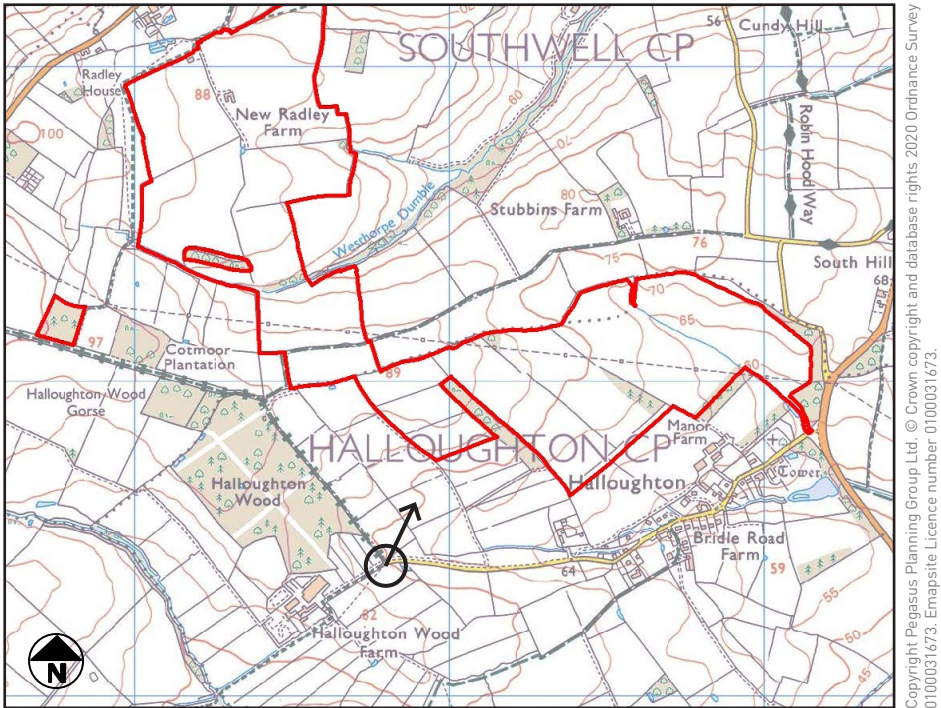 SOUTHWELL CP
56
Cundy Hill
Radley
House
88
New Radley
Farm
60
100
70
Robin Hood Way
Westhorpe Dumble
80
Stubbins Farm
76
75
South Hill
68
70
65
97
Cotmoor
Plantation
89
60
Halloughton Wood
Gorse
HALLOUGHTON CP
Manor
Farm
Halloughton
Tower
Halloughton
Wood
Bridle Road
Farm
64
59
55
82
Halloughton Wood
Farm
50
45
N
Copyright Pegasus Planning Group Ltd. © Crown copyright and database rights 2020 Ordnance Survey
0100031673. Emapsite Licence number 0100031673.